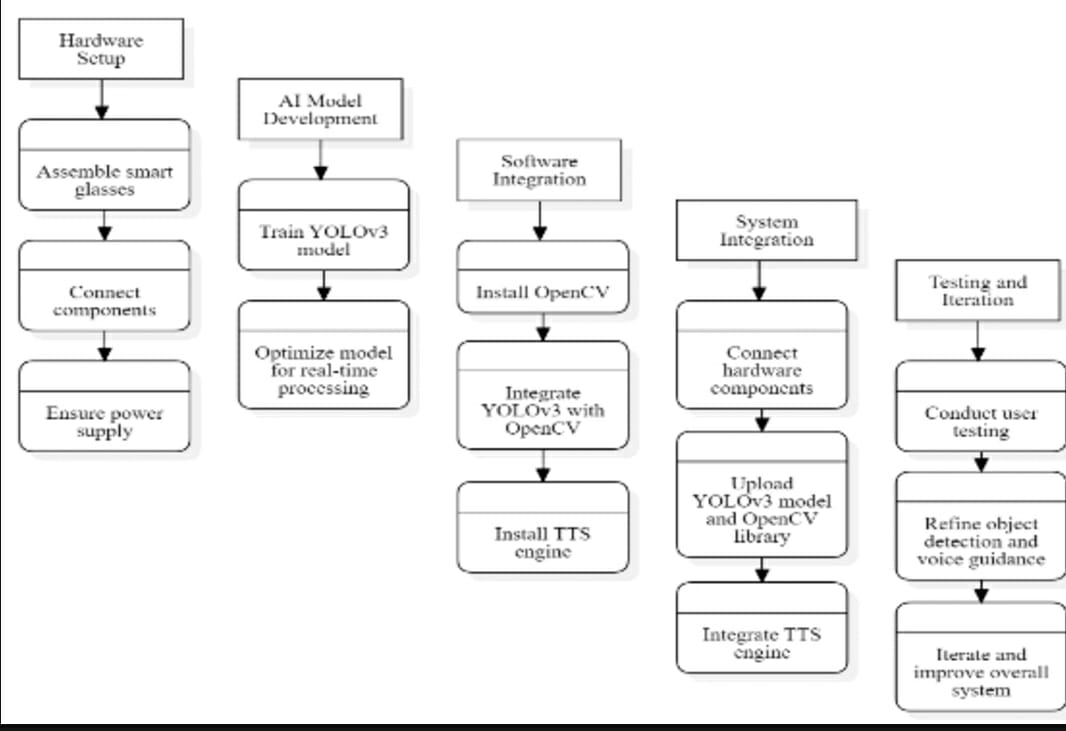 Hardware
Setup
Assemble smart
glasses
Connect
components
Ensure power
supply
AI Model
Development
Train YOLOv3
model
Optimize model
for real-time
processing
Software
Integration
Install OpenCV
Integrate
YOLOv3 with
OpenCV
Install TTS
engine
System
Integration
Connect
hardware
components
Upload
YOLOv3 model
and OpenCV
library
Integrate TTS
engine
Testing and
Iteration
Conduct user
testing
Refine object
detection and
voice guidance
Iterate and
improve overall
system